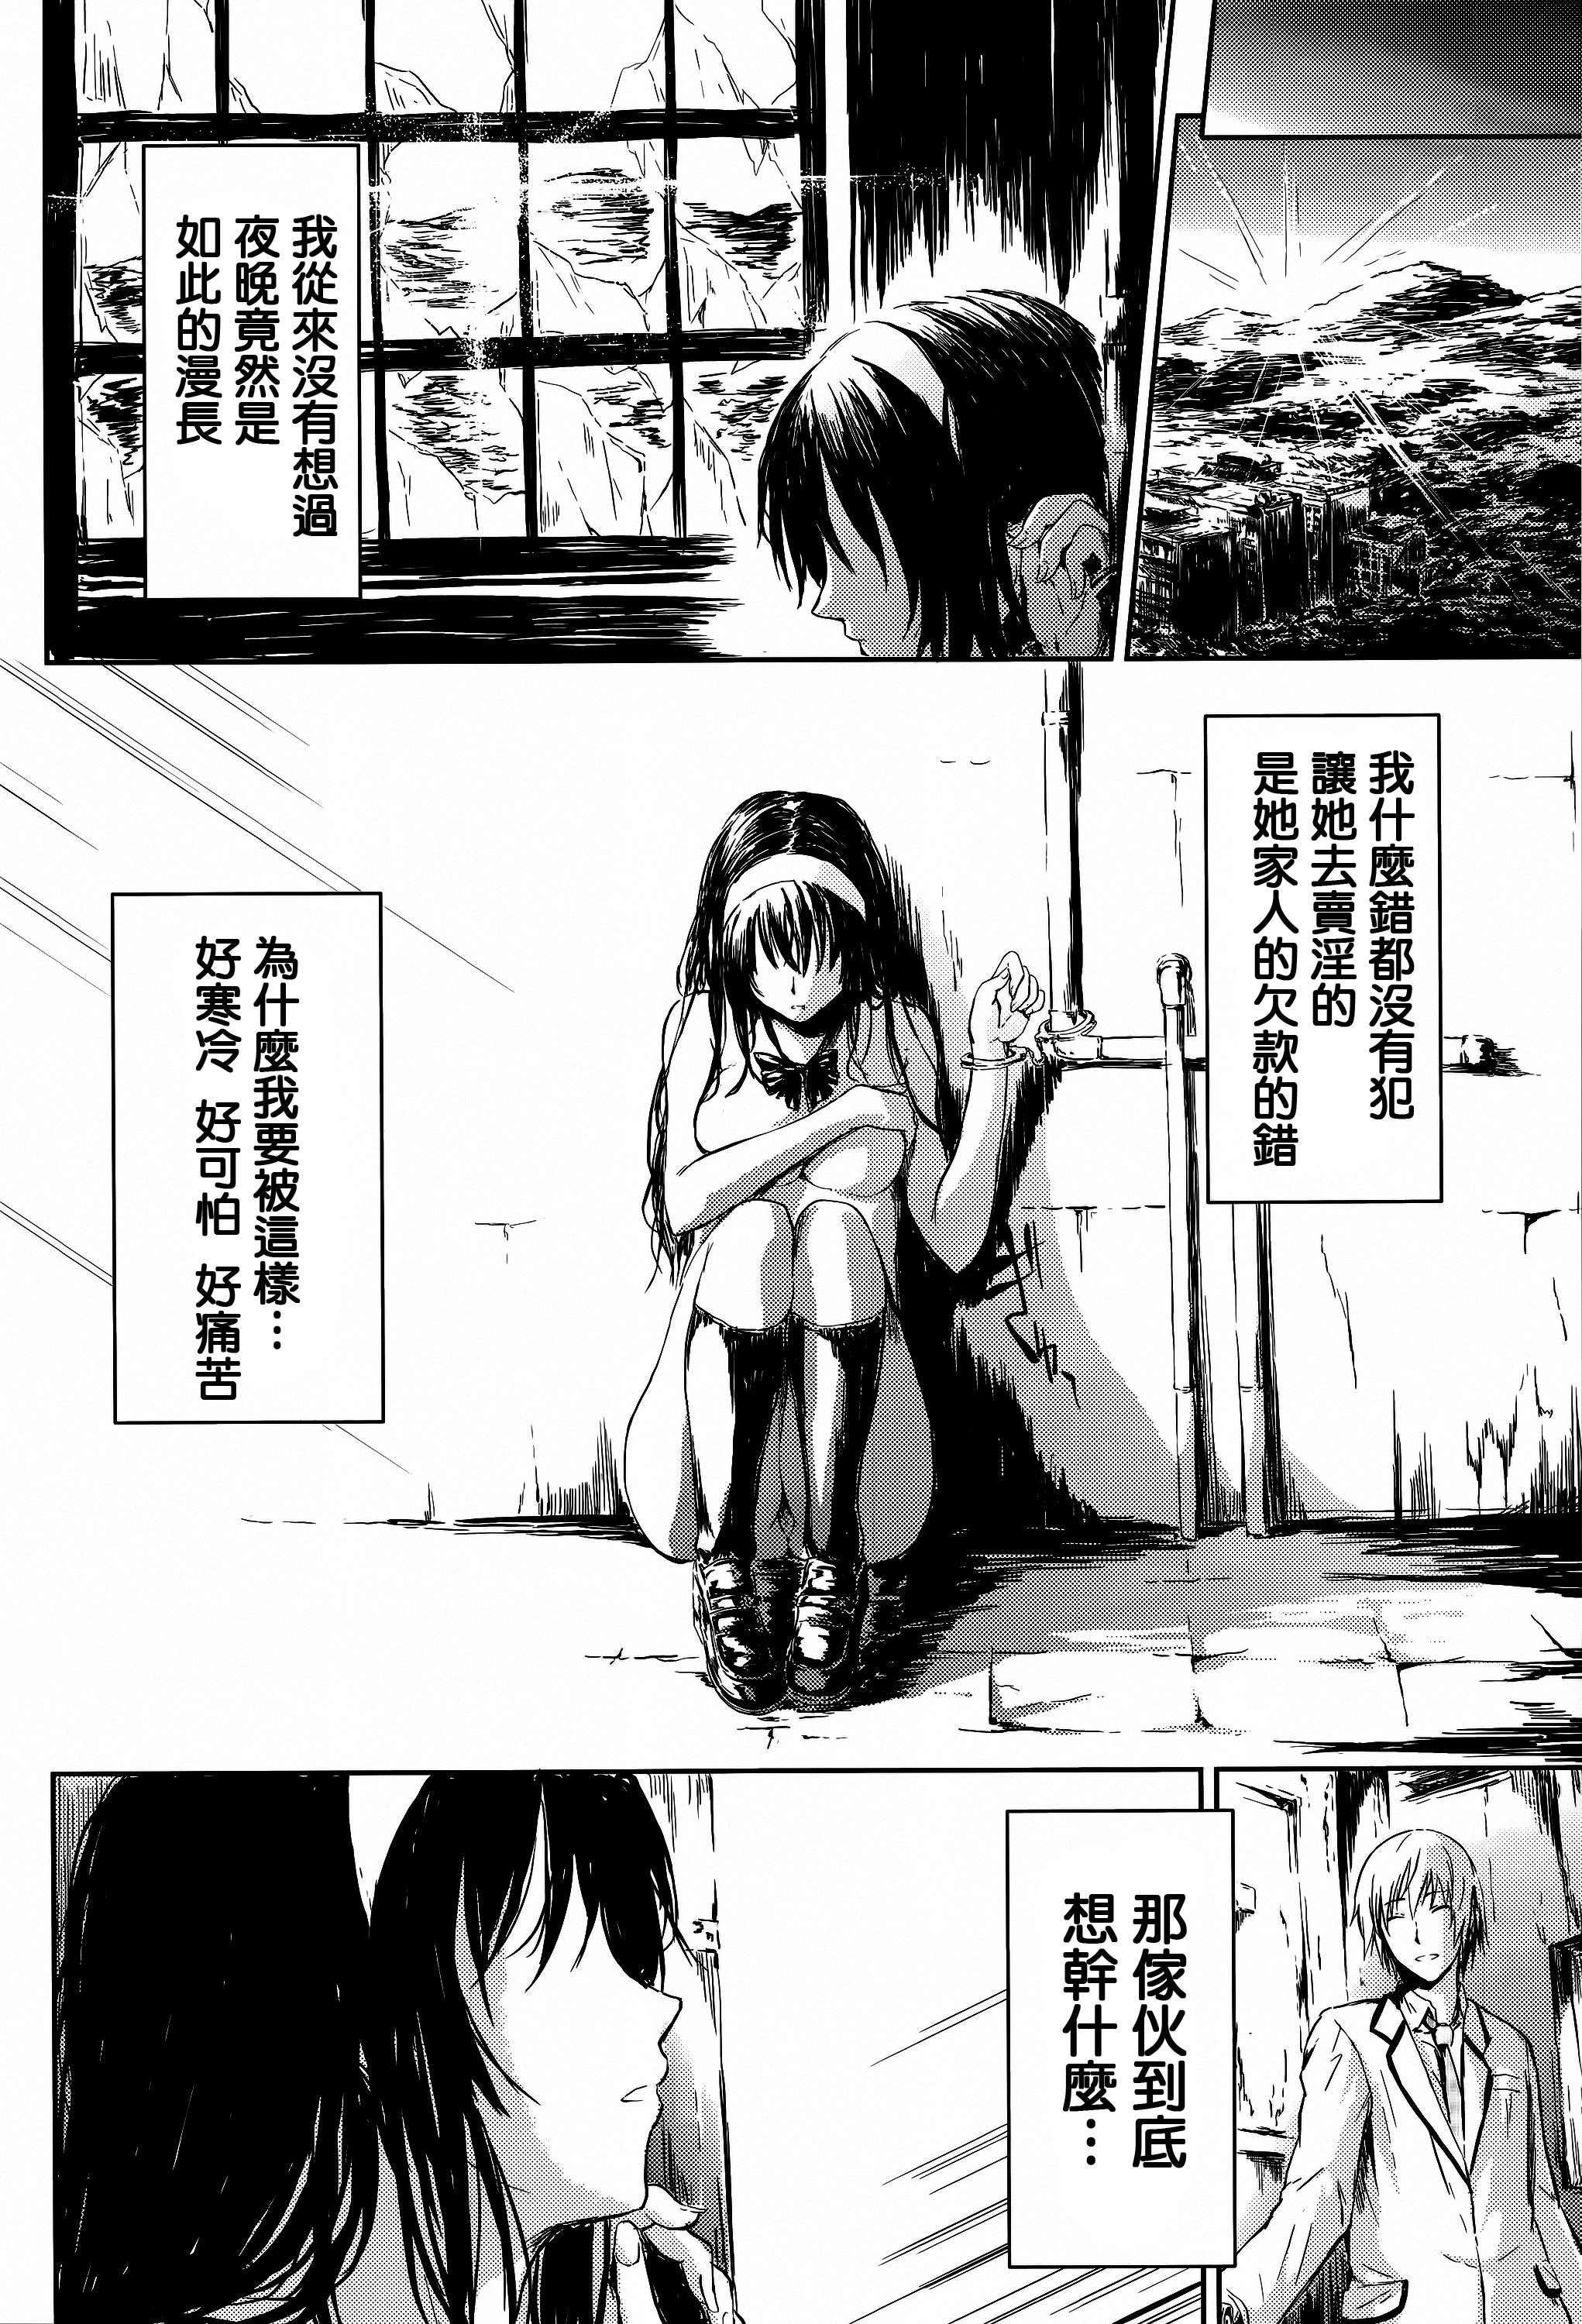 我從來沒有想過
夜晚竟然是
如此的漫長
我什麼錯都沒有犯
讓她去賣淫的
是她家人的欠款的錯
為什麼我要被這樣…
好寒冷 好可怕 好痛苦
那傢伙到底
想幹什麼…